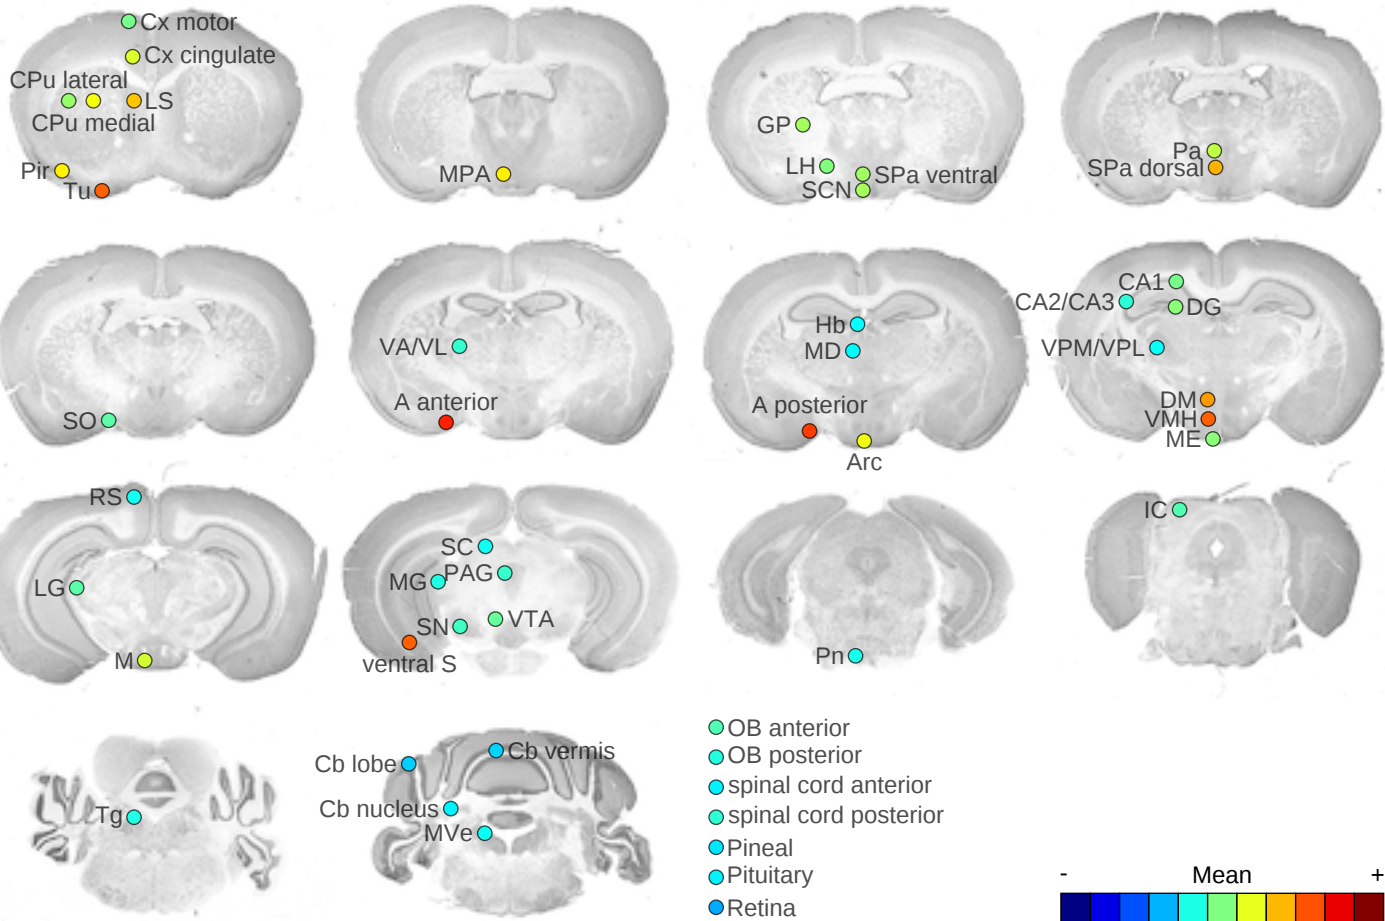 Cx motor
Cx cingulate
CPu lateral
LS
CPu medial
Pir
Tu
MPA
GP
LH
SPa ventral
SCN
Pa
SPa dorsal
SO
VA/VL
A anterior
Hb
MD
A posterior
Arc
CA1
CA2/CA3
DG
VPM/VPL
DM
VMH
ME
RS
LG
M
SC
MG
PAG
SN
VTA
ventral S
Pn
IC
Tg
Cb lobe
Cb vermis
Cb nucleus
MVe
OB anterior
OB posterior
spinal cord anterior
spinal cord posterior
Pineal
Pituitary
Retina
- Mean +